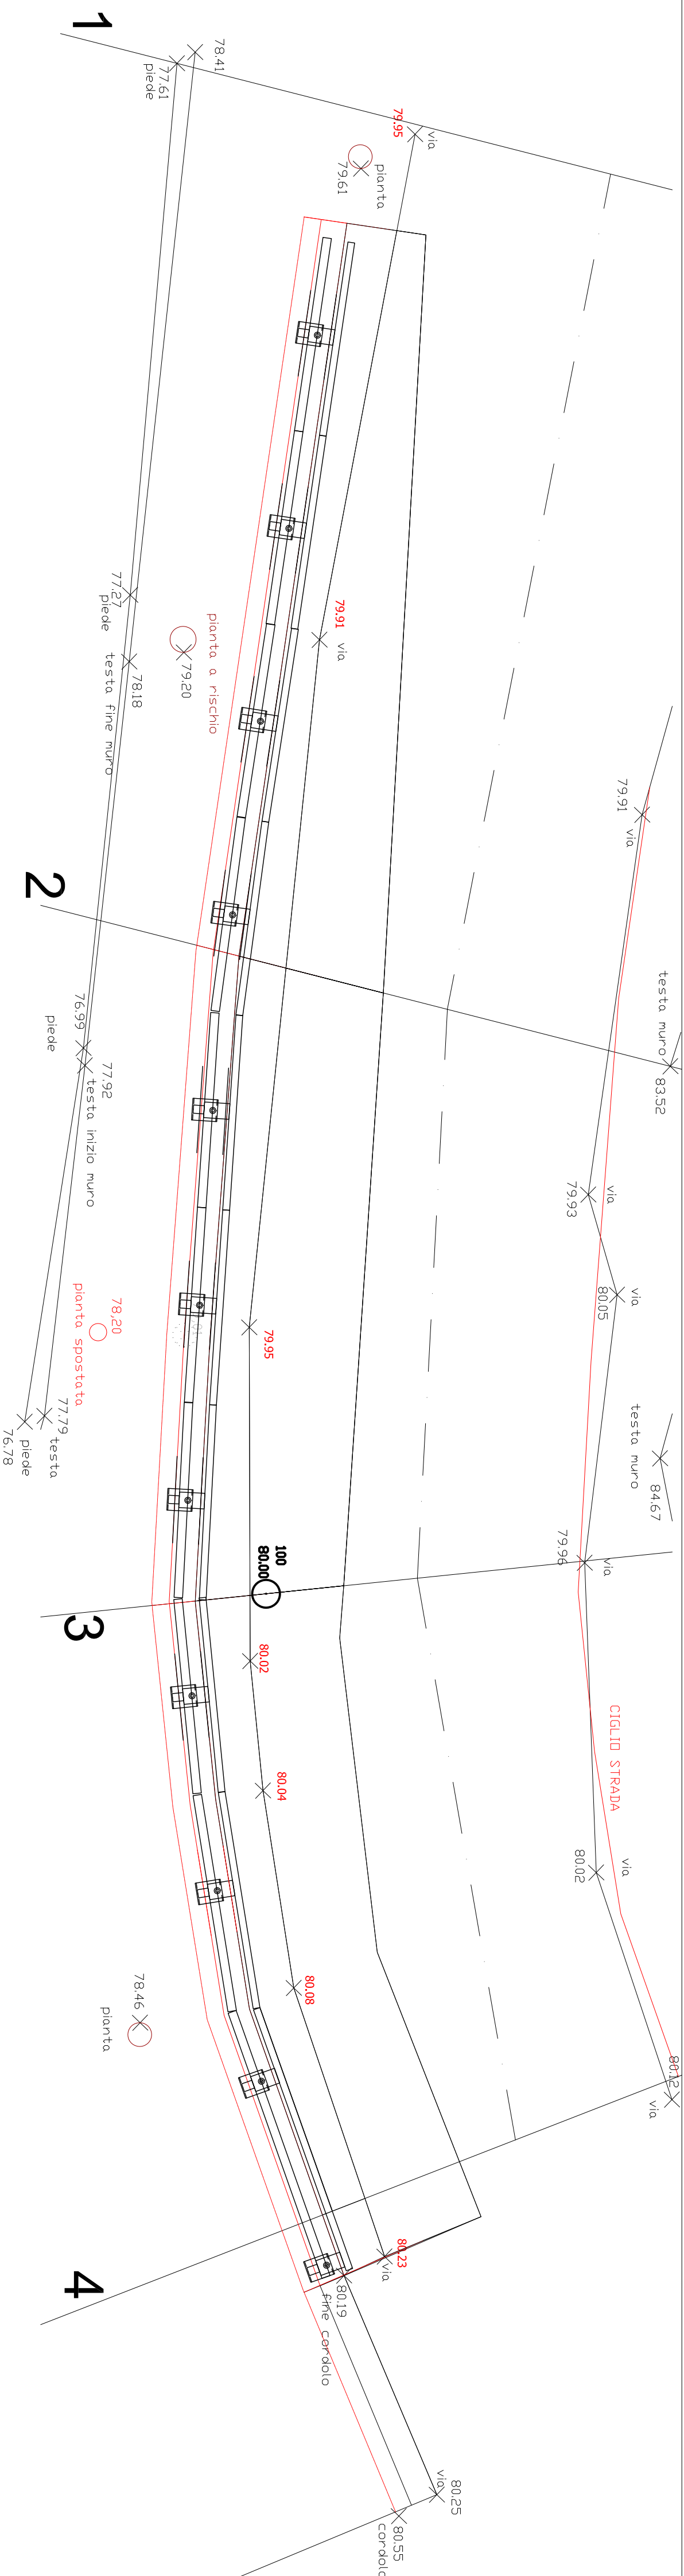 1
78.41
77.61
piede
79.95
via
pianta
79.61
79.91
via
77.27
piede
78.18
testa fine muro
pianta a rischio
79.20
79.91
via
2
testa muro
83.52
76.99
piede
77.92
testa inizio muro
via
79.93
via
80.05
78,20
pianta spostata
79.95
77.79
testa
76.78
piede
testa muro
84.67
79.96
via
100
80.00
3
80.02
CIGLIO STRADA
80.04
via
80.02
80.08
78.46
pianta
80.12
via
4
80.23
via
80.19
fine cordolo
via
80.25
80.55
cordolo